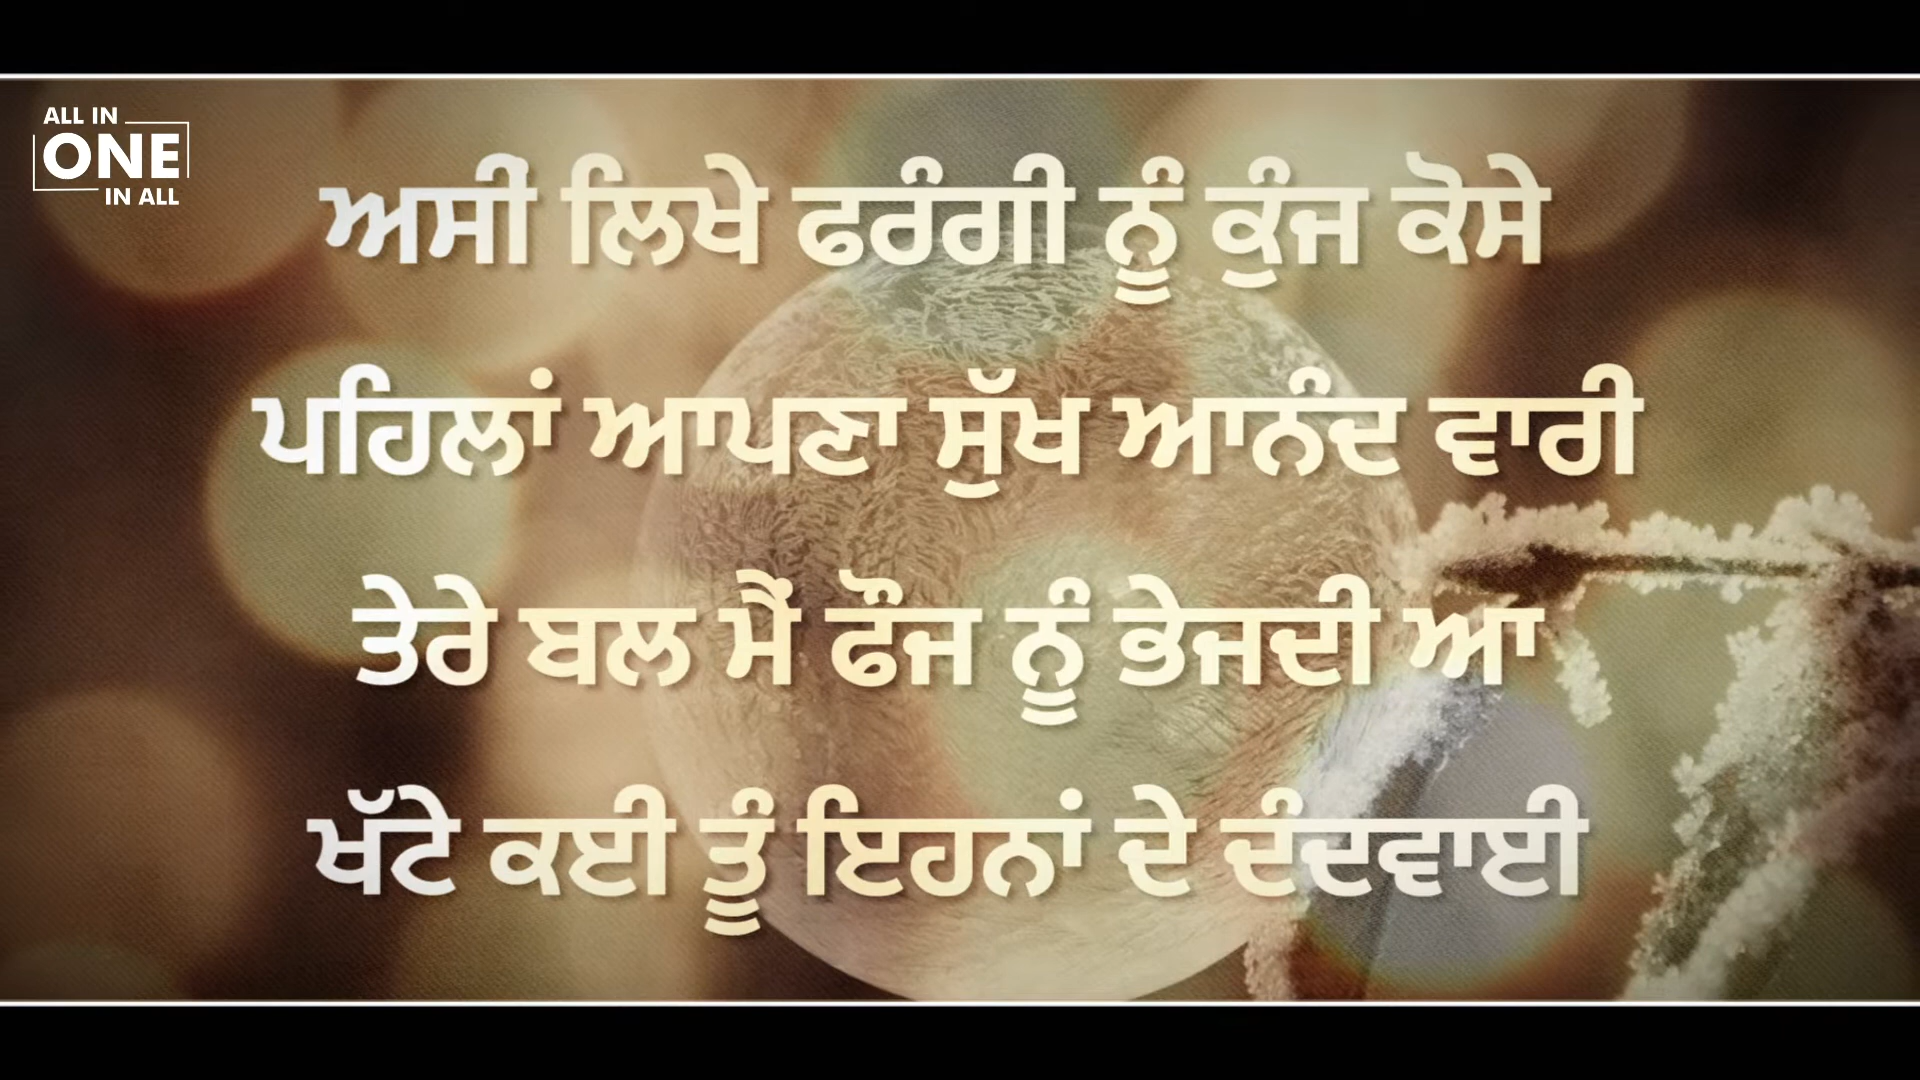 ALL IN
ONE
IN ALL
ਅਸੀਂ ਲਿਖੇ ਫਰੰਗੀ ਨੂੰ ਕੁੰਜ ਕੋਸੇ
ਪਹਿਲਾਂ ਆਪਣਾ ਸੁੱਖ ਆਨੰਦ ਵਾਰੀ
ਤੇਰੇ ਬਲ ਮੈਂ ਫੌਜ ਨੂੰ ਭੇਜਦੀ ਆ
ਖੱਟੇ ਕਈ ਤੂੰ ਇਹਨਾਂ ਦੇ ਦੰਦਵਾਈ